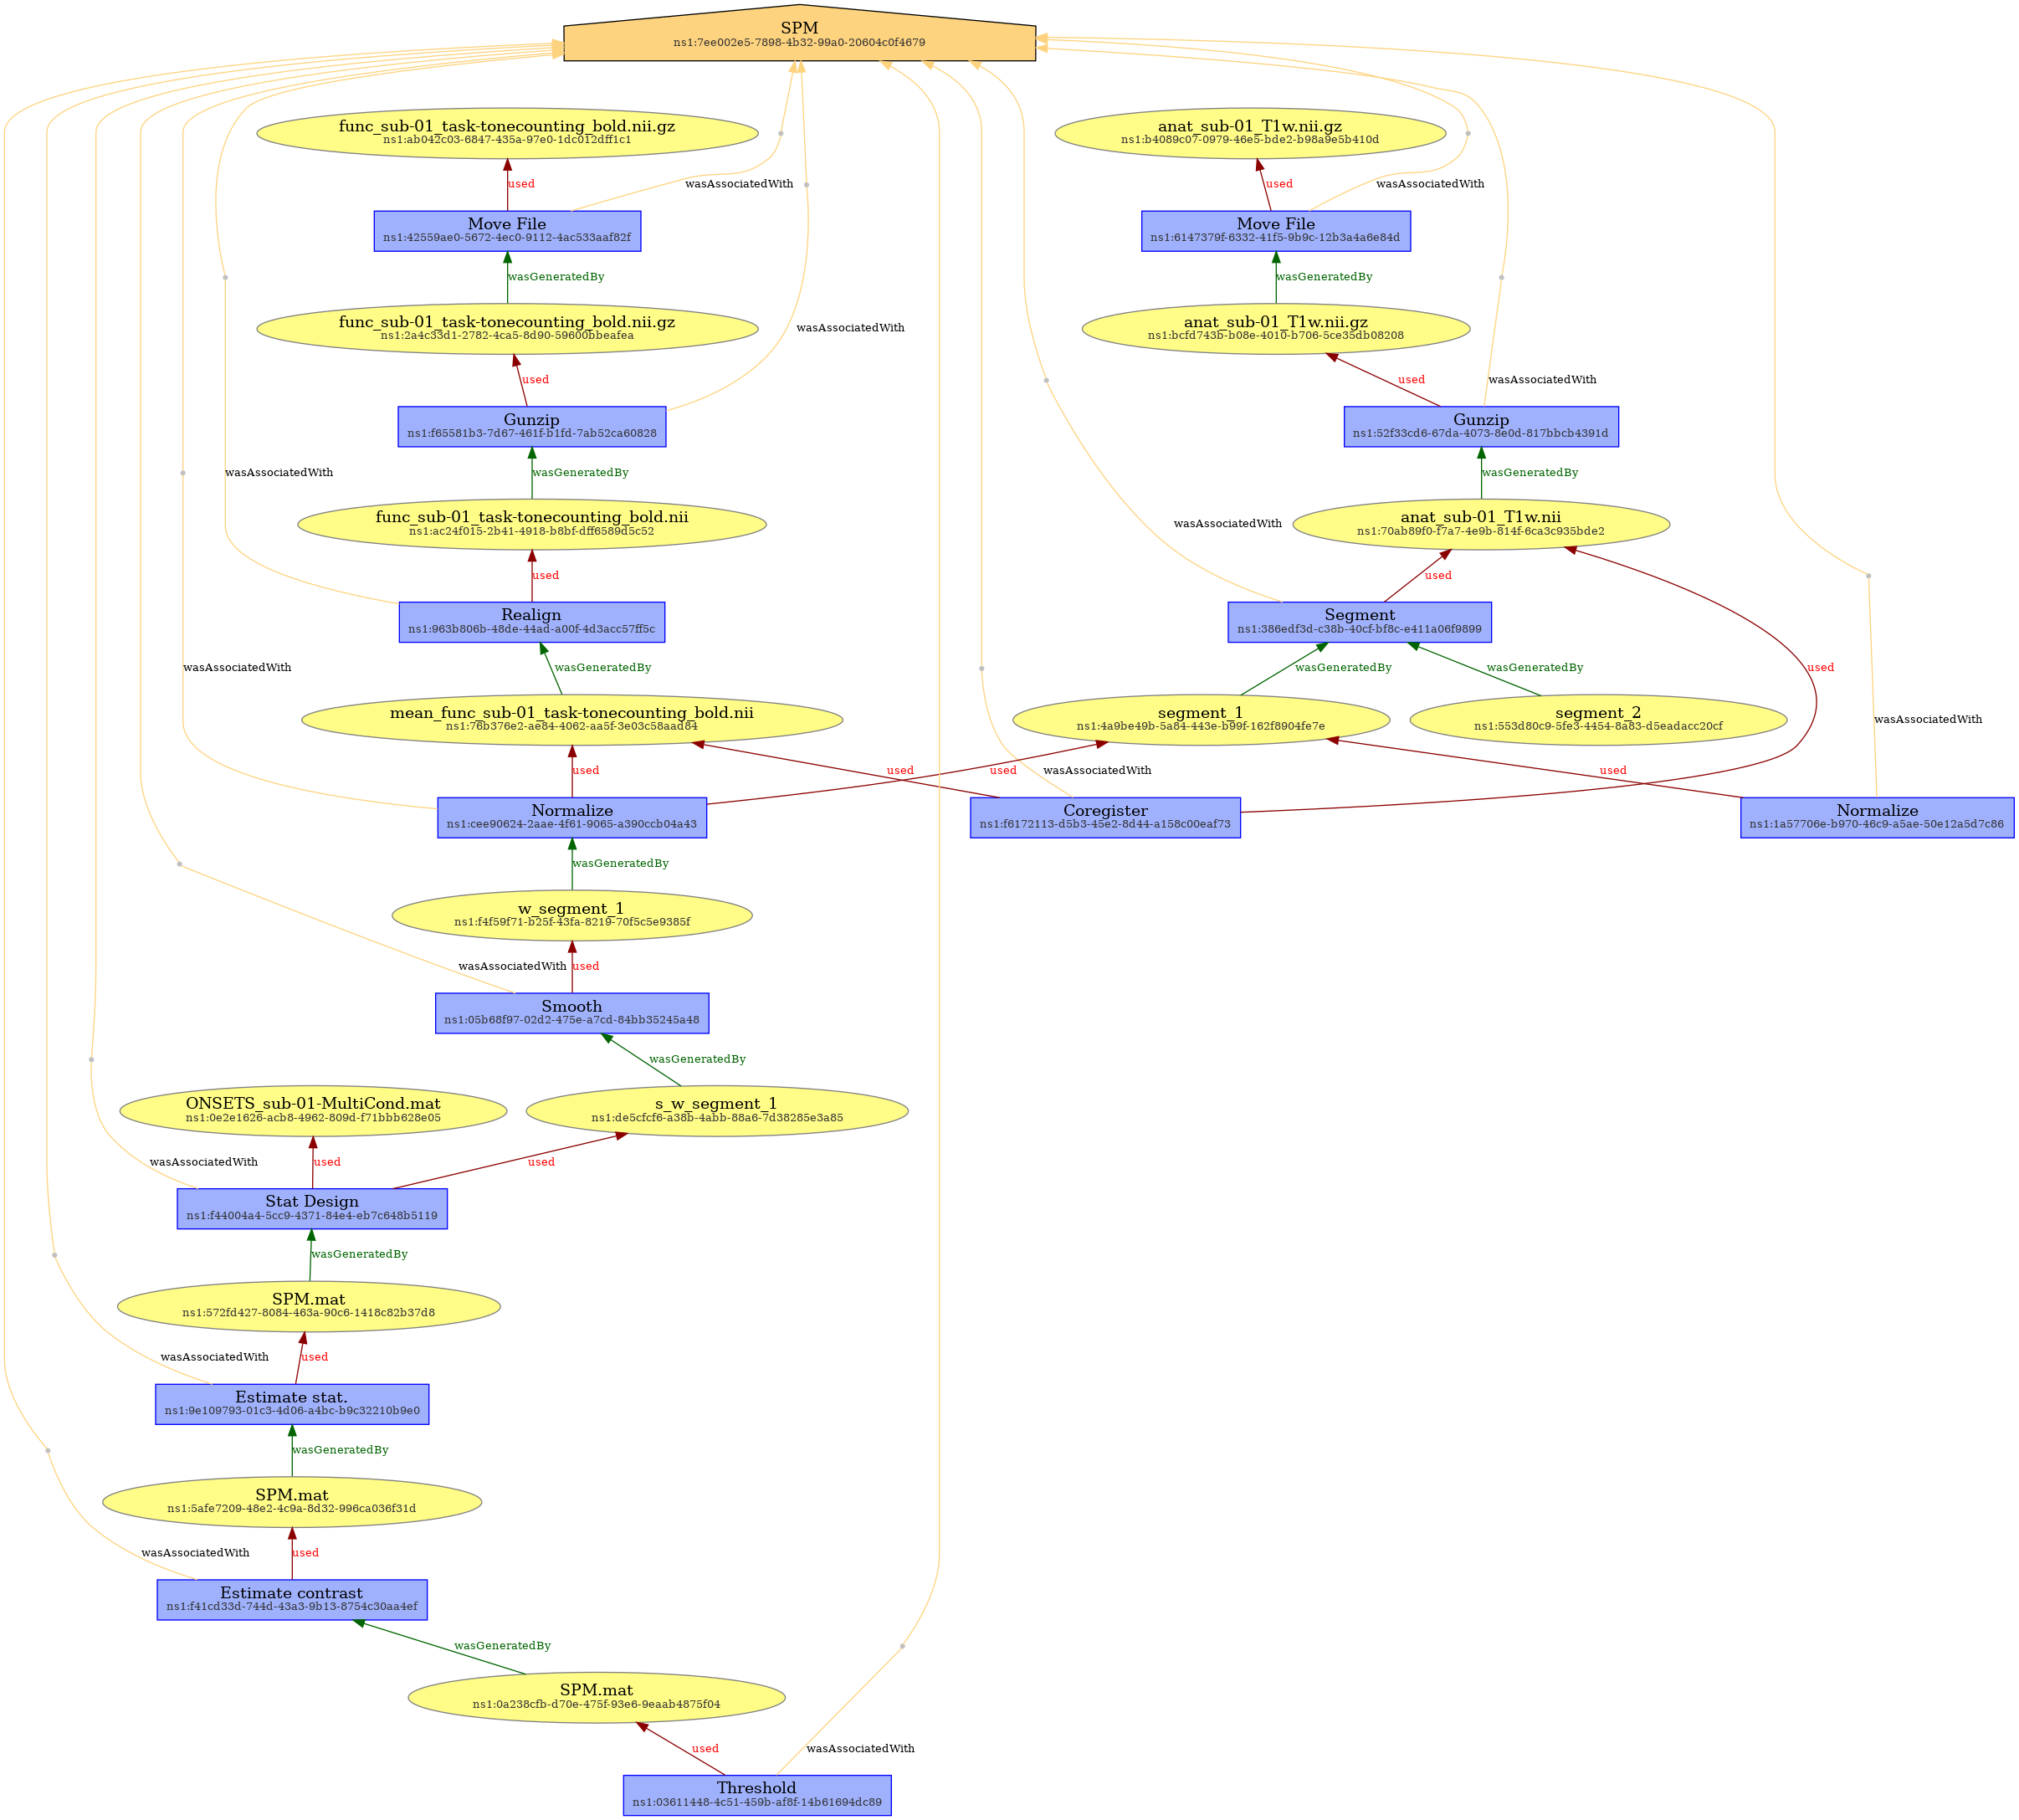 SPM
ns1:7ee002e5-7898-4b32-99a0-20604c0f4679
func_sub-01_task-tonecounting_bold.nii.gz
ns1:ab042c03-6847-435a-97e0-1dc012dff1c1
anat_sub-01_T1w.nii.gz
ns1:b4089c07-0979-46e5-bde2-b98a9e5b410d
used
wasAssociatedWith
used
wasAssociatedWith
Move File
ns1:42559ae0-5672-4ec0-9112-4ac533aaf82f
Move File
ns1:6147379f-6332-41f5-9b9c-12b3a4a6e84d
wasGeneratedBy
wasGeneratedBy
func_sub-01_task-tonecounting_bold.nii.gz
ns1:2a4c33d1-2782-4ca5-8d90-59600bbeafea
wasAssociatedWith
anat_sub-01_T1w.nii.gz
ns1:bcfd743b-b08e-4010-b706-5ce35db08208
used
used
wasAssociatedWith
Gunzip
ns1:f65581b3-7d67-461f-b1fd-7ab52ca60828
Gunzip
ns1:52f33cd6-67da-4073-8e0d-817bbcb4391d
wasAssociatedWith
wasGeneratedBy
wasGeneratedBy
func_sub-01_task-tonecounting_bold.nii
ns1:ac24f015-2b41-4918-b8bf-dff8589d5c52
wasAssociatedWith
anat_sub-01_T1w.nii
ns1:70ab89f0-f7a7-4e9b-814f-6ca3c935bde2
used
used
Realign
ns1:963b806b-48de-44ad-a00f-4d3acc57ff5c
Segment
ns1:386edf3d-c38b-40cf-bf8c-e411a06f9899
wasAssociatedWith
wasGeneratedBy
wasGeneratedBy
wasGeneratedBy
used
mean_func_sub-01_task-tonecounting_bold.nii
ns1:76b376e2-ae84-4062-aa5f-3e03c58aad84
segment_1
ns1:4a9be49b-5a84-443e-b99f-162f8904fe7e
segment_2
ns1:553d80c9-5fe3-4454-8a83-d5eadacc20cf
wasAssociatedWith
used
used
used
wasAssociatedWith
used
Normalize
ns1:cee90624-2aae-4f61-9065-a390ccb04a43
Coregister
ns1:f6172113-d5b3-45e2-8d44-a158c00eaf73
Normalize
ns1:1a57706e-b970-46c9-a5ae-50e12a5d7c86
wasGeneratedBy
w_segment_1
ns1:f4f59f71-b25f-43fa-8219-70f5c5e9385f
wasAssociatedWith
used
Smooth
ns1:05b68f97-02d2-475e-a7cd-84bb35245a48
wasGeneratedBy
ONSETS_sub-01-MultiCond.mat
ns1:0e2e1626-acb8-4962-809d-f71bbb628e05
s_w_segment_1
ns1:de5cfcf6-a38b-4abb-88a6-7d38285e3a85
wasAssociatedWith
used
used
Stat Design
ns1:f44004a4-5cc9-4371-84e4-eb7c648b5119
wasGeneratedBy
SPM.mat
ns1:572fd427-8084-463a-90c6-1418c82b37d8
wasAssociatedWith
used
Estimate stat.
ns1:9e109793-01c3-4d06-a4bc-b9c32210b9e0
wasGeneratedBy
SPM.mat
ns1:5afe7209-48e2-4c9a-8d32-996ca036f31d
wasAssociatedWith
used
Estimate contrast
ns1:f41cd33d-744d-43a3-9b13-8754c30aa4ef
wasGeneratedBy
SPM.mat
ns1:0a238cfb-d70e-475f-93e6-9eaab4875f04
used
wasAssociatedWith
Threshold
ns1:03611448-4c51-459b-af8f-14b61694dc89